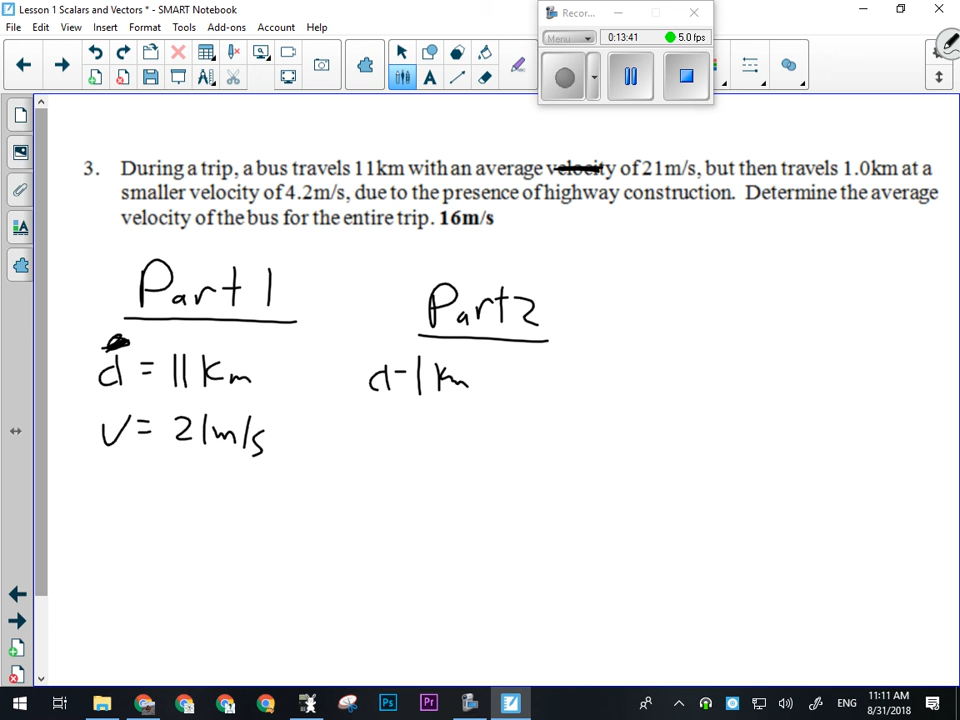 Lesson 1 Scalars and Vectors * - SMART Notebook
File Edit View Insert Format Tools Add-ons Account Help
Recor...
Menu
0:13:41 5.0 fps
3. During a trip, a bus travels 11km with an average velocity of 21m/s, but then travels 1.0km at a
smaller velocity of 4.2m/s, due to the presence of highway construction. Determine the average
velocity of the bus for the entire trip. 16m/s
Part 1
Part 2
d = 11 km
d - 1 km
v = 21m/s
Ps Pr
ENG
11:11 AM
8/31/2018